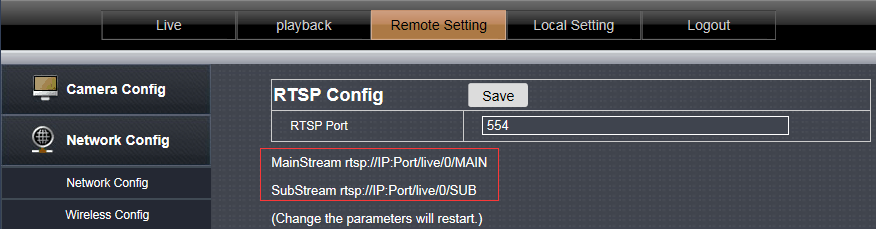 Live playback Remote Setting Local Setting Logout
Camera Config
Network Config
Network Config
Wireless Config
RTSP Config Save
RTSP Port 554
MainStream rtsp://IP:Port/live/0/MAIN
SubStream rtsp://IP:Port/live/0/SUB
(Change the parameters will restart.)